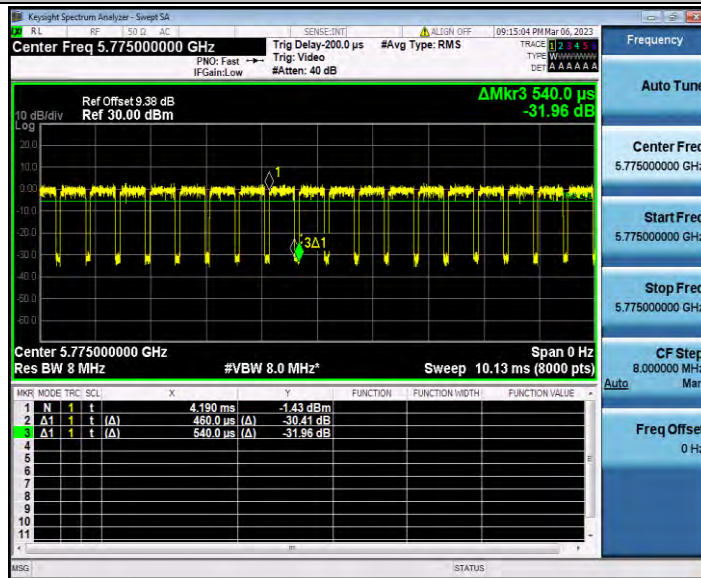 Keysight Spectrum Analyzer - Swept SA
RL RF 50 Ω AC SENSE:INT ALIGN OFF 09:15:04 PM Mar 06, 2023
Center Freq 5.775000000 GHz
Trig Delay-200.0 µs #Avg Type: RMS
PNO: Fast Trig: Video
IFGain:Low #Atten: 40 dB
TRACE 1 2 3 4 5 6
TYPE W
DET A A A A A A
Frequency
ΔMkr3 540.0 µs
-31.96 dB
Ref Offset 9.38 dB
10 dB/div Ref 30.00 dBm
Log
20.0
10.0
0.00
-10.0
-20.0
-30.0
-40.0
-50.0
-60.0
1
3Δ1
Center 5.775000000 GHz Span 0 Hz
Res BW 8 MHz #VBW 8.0 MHz* Sweep 10.13 ms (8000 pts)
MKR MODE TRC SCL X Y FUNCTION FUNCTION WIDTH FUNCTION VALUE
1 N 1 t 4.190 ms -1.43 dBm
2 Δ1 1 t (Δ) 460.0 µs (Δ) -30.41 dB
3 Δ1 1 t (Δ) 540.0 µs (Δ) -31.96 dB
4
5
6
7
8
9
10
11
MSG STATUS
Auto Tune
Center Freq
5.775000000 GHz
Start Freq
5.775000000 GHz
Stop Freq
5.775000000 GHz
CF Step
8.000000 MHz
Auto Man
Freq Offset
0 Hz